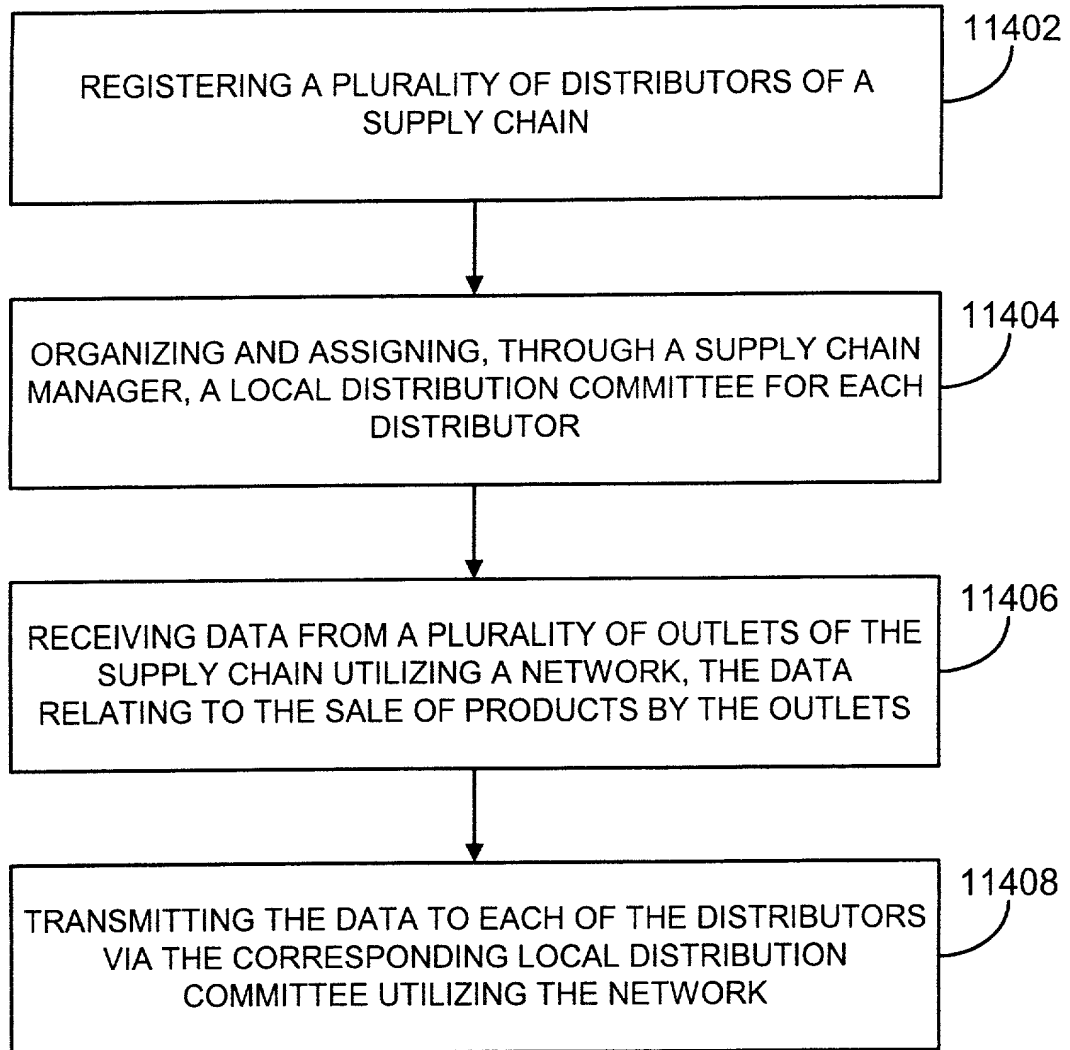 11402
REGISTERING A PLURALITY OF DISTRIBUTORS OF A
SUPPLY CHAIN
11404
ORGANIZING AND ASSIGNING, THROUGH A SUPPLY CHAIN
MANAGER, A LOCAL DISTRIBUTION COMMITTEE FOR EACH
DISTRIBUTOR
11406
RECEIVING DATA FROM A PLURALITY OF OUTLETS OF THE
SUPPLY CHAIN UTILIZING A NETWORK, THE DATA
RELATING TO THE SALE OF PRODUCTS BY THE OUTLETS
11408
TRANSMITTING THE DATA TO EACH OF THE DISTRIBUTORS
VIA THE CORRESPONDING LOCAL DISTRIBUTION
COMMITTEE UTILIZING THE NETWORK